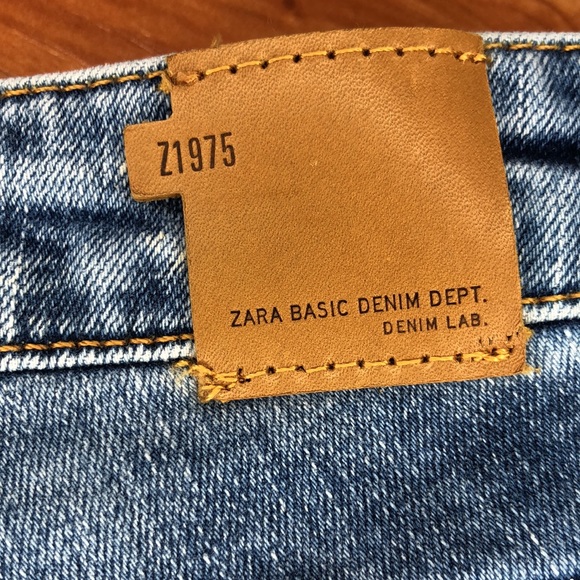 Z1975
ZARA BASIC DENIM DEPT.
DENIM LAB.